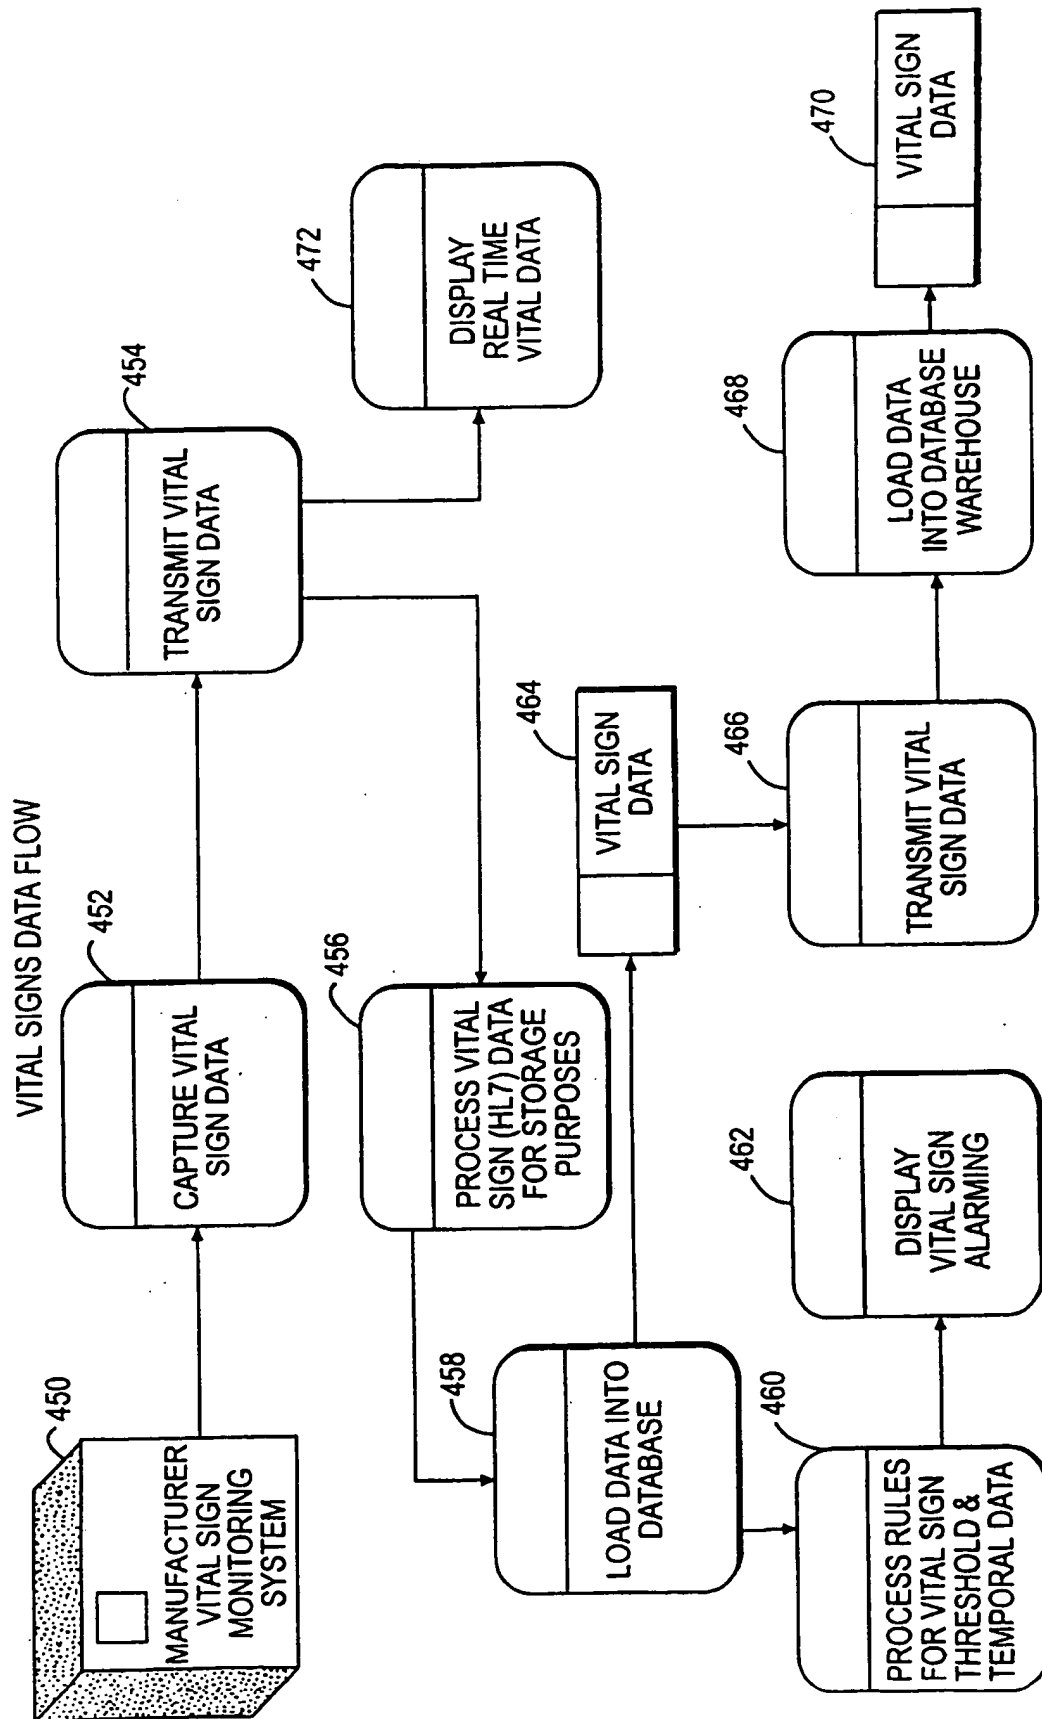 VITAL SIGNS DATA FLOW
450
MANUFACTURER
VITAL SIGN
MONITORING
SYSTEM
452
CAPTURE VITAL
SIGN DATA
454
TRANSMIT VITAL
SIGN DATA
456
PROCESS VITAL
SIGN (HL7) DATA
FOR STORAGE
PURPOSES
472
DISPLAY
REAL TIME
VITAL DATA
458
LOAD DATA INTO
DATABASE
464
VITAL SIGN
DATA
460
PROCESS RULES
FOR VITAL SIGN
THRESHOLD &
TEMPORAL DATA
462
DISPLAY
VITAL SIGN
ALARMING
466
TRANSMIT VITAL
SIGN DATA
468
LOAD DATA
INTO DATABASE
WAREHOUSE
470
VITAL SIGN
DATA